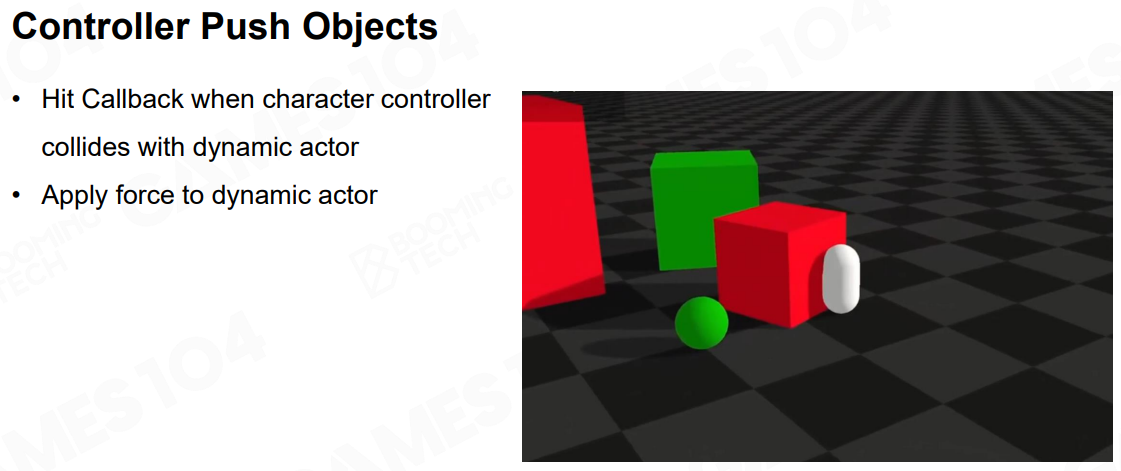 Controller Push Objects
• Hit Callback when character controller
collides with dynamic actor
• Apply force to dynamic actor
GAMES104
BOOMING
TECH